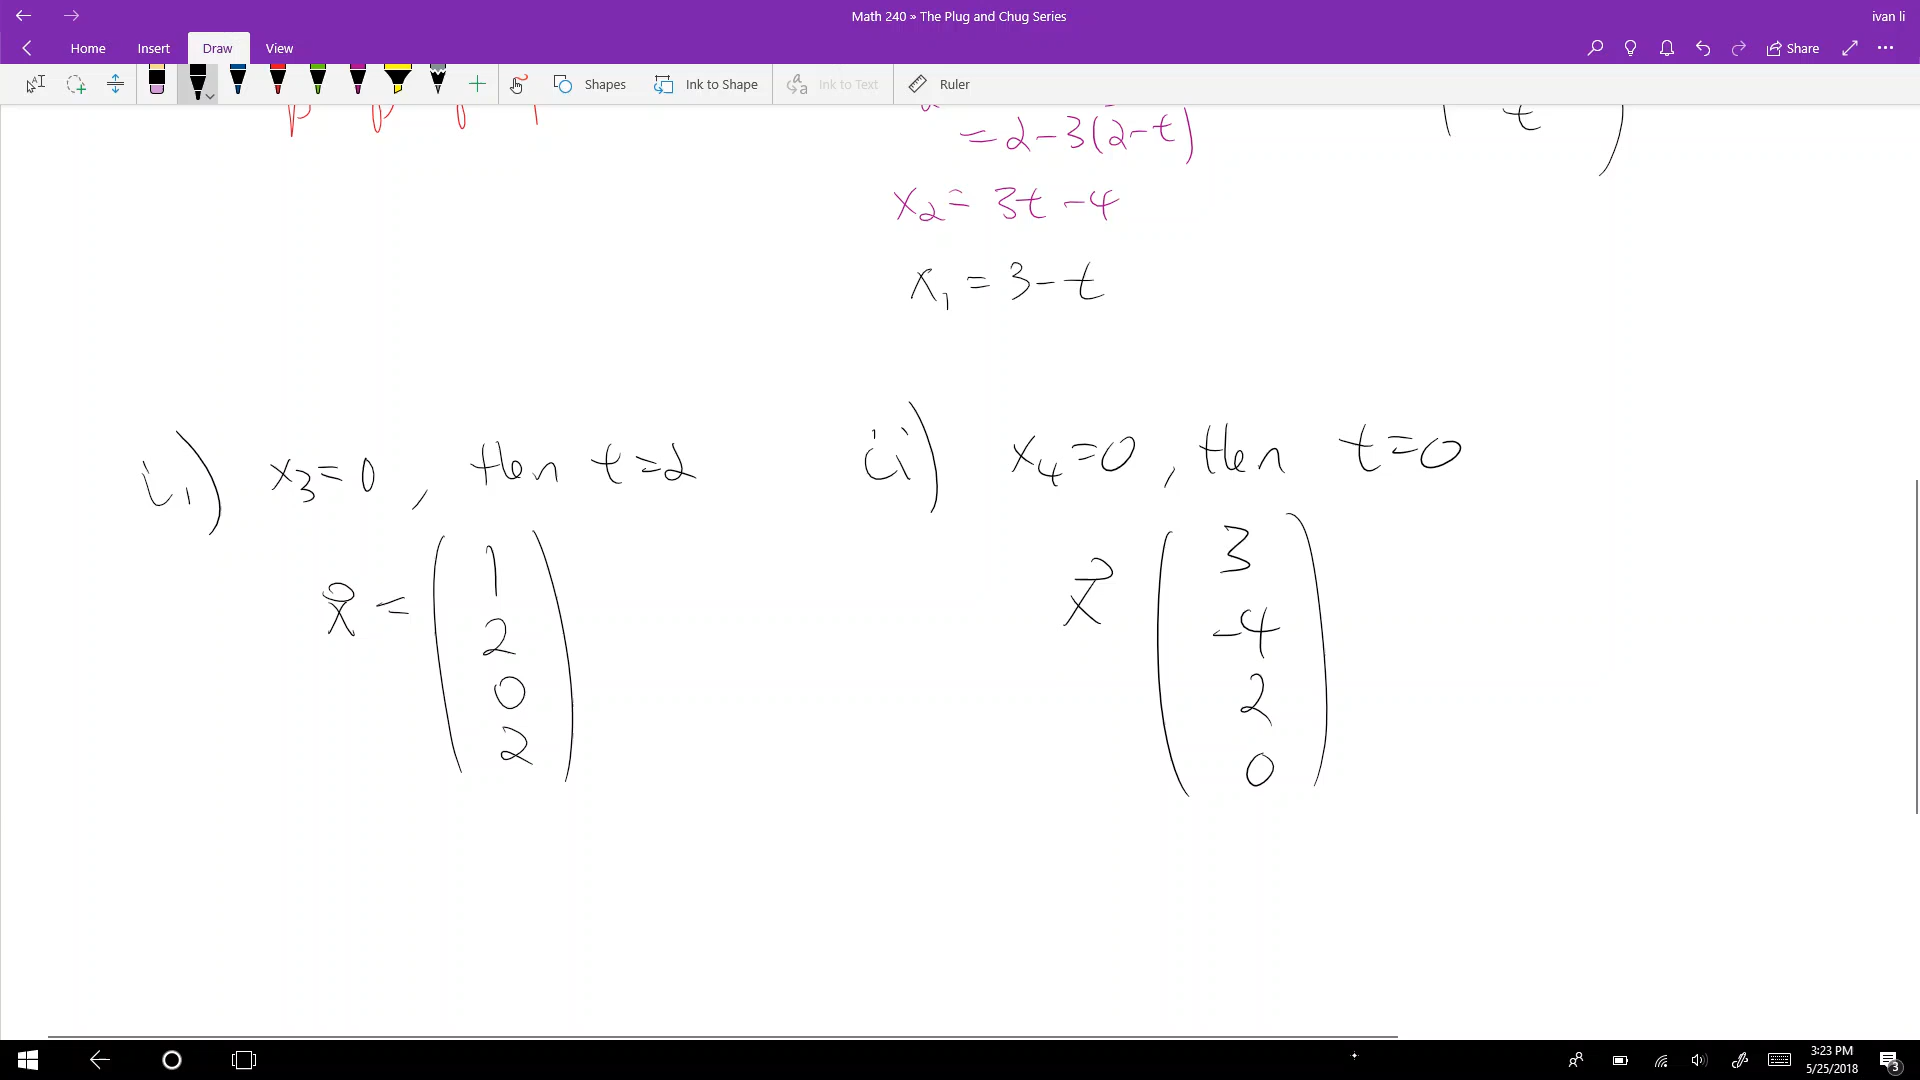 Math 240 » The Plug and Chug Series
ivan li
Home Insert Draw View
Share
Shapes Ink to Shape Ink to Text Ruler
= 2 - 3(2 - t)
t
x₂ = 3t - 4
x₁ = 3 - t
i) x₃ = 0, then t = 2
ii) x₄ = 0, then t = 0
x⃗ =
1
2
0
2
x⃗
3
-4
2
0
3:23 PM
5/25/2018
3